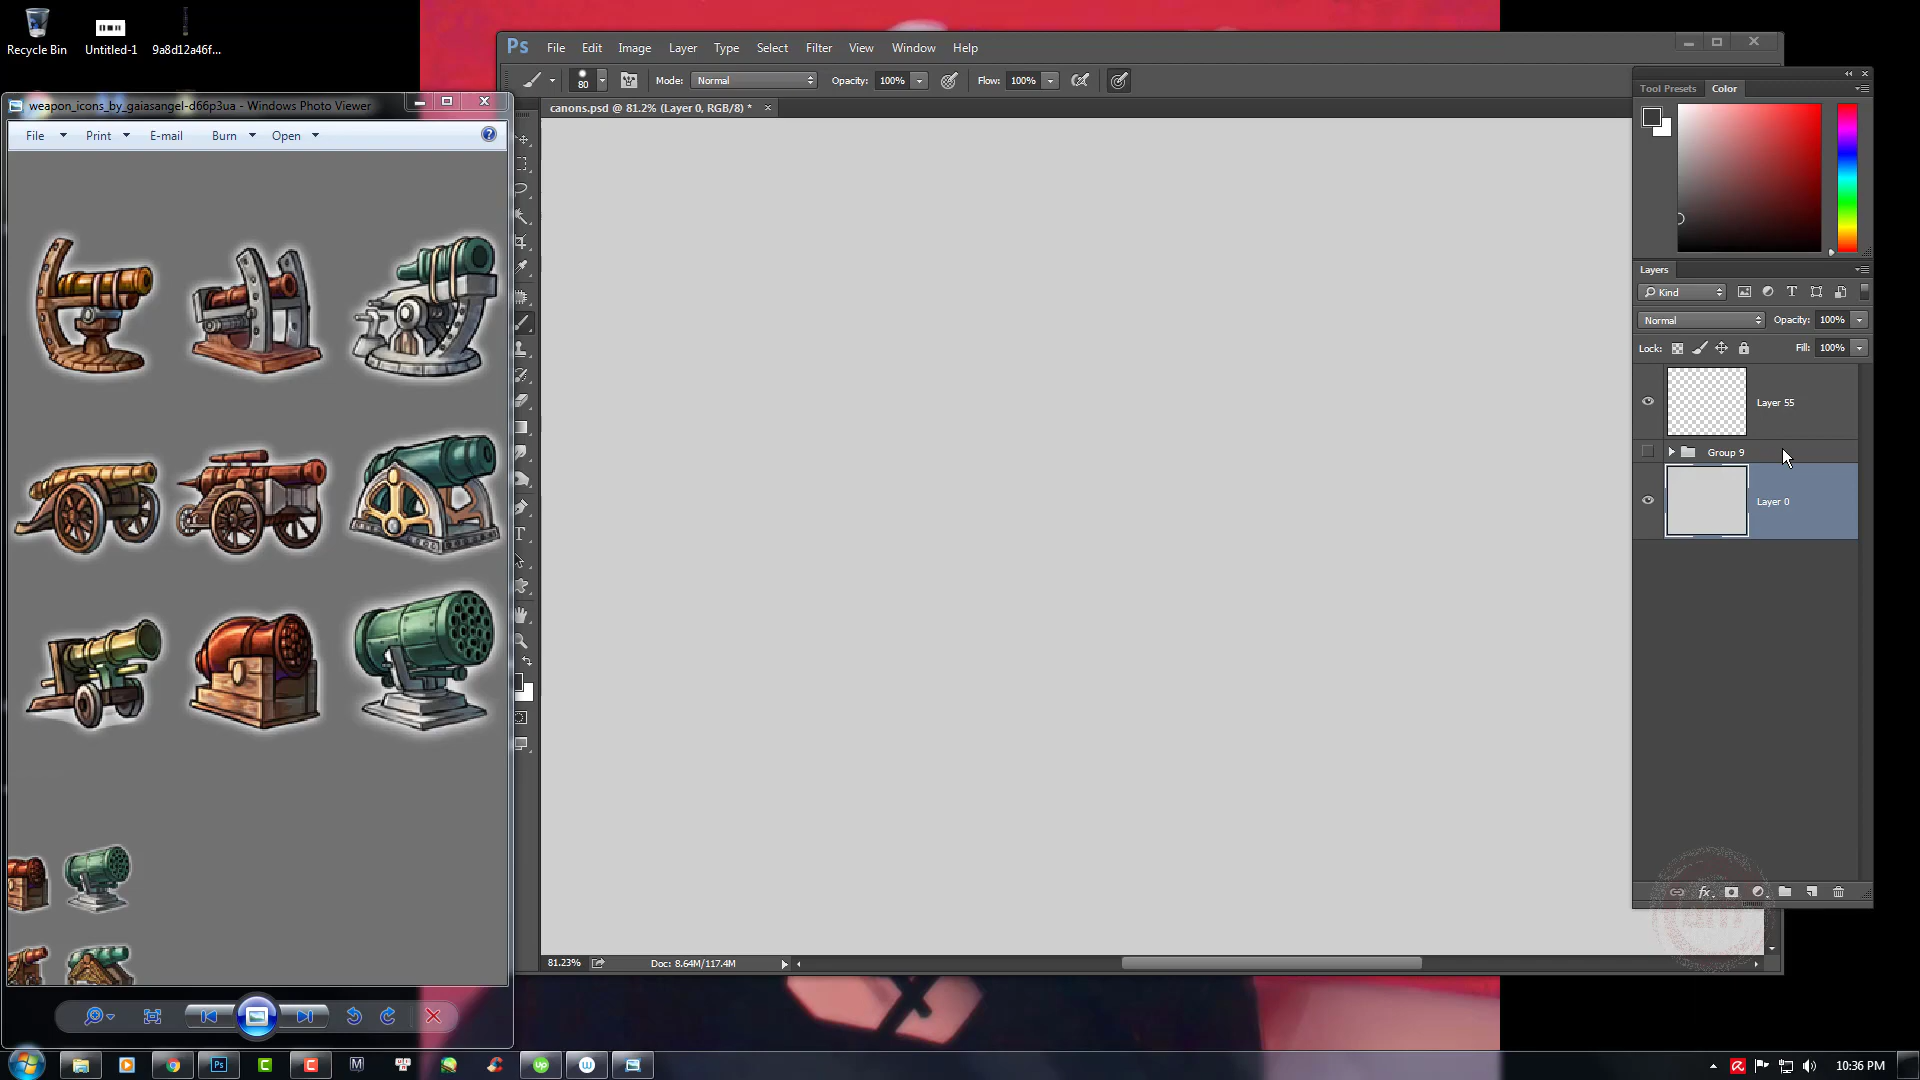 Recycle Bin
Untitled-1
9a8d12a46f...
weapon_icons_by_gaiasangel-d66p3ua - Windows Photo Viewer
File Print E-mail Burn Open
Ps File Edit Image Layer Type Select Filter View Window Help
80 Mode: Normal Opacity: 100% Flow: 100%
canons.psd @ 81.2% (Layer 0, RGB/8) *
Tool Presets Color
Layers
Kind
Normal Opacity: 100%
Lock: Fill: 100%
Layer 55
Group 9
Layer 0
fx
81.23% Doc: 8.64M/117.4M
10:36 PM